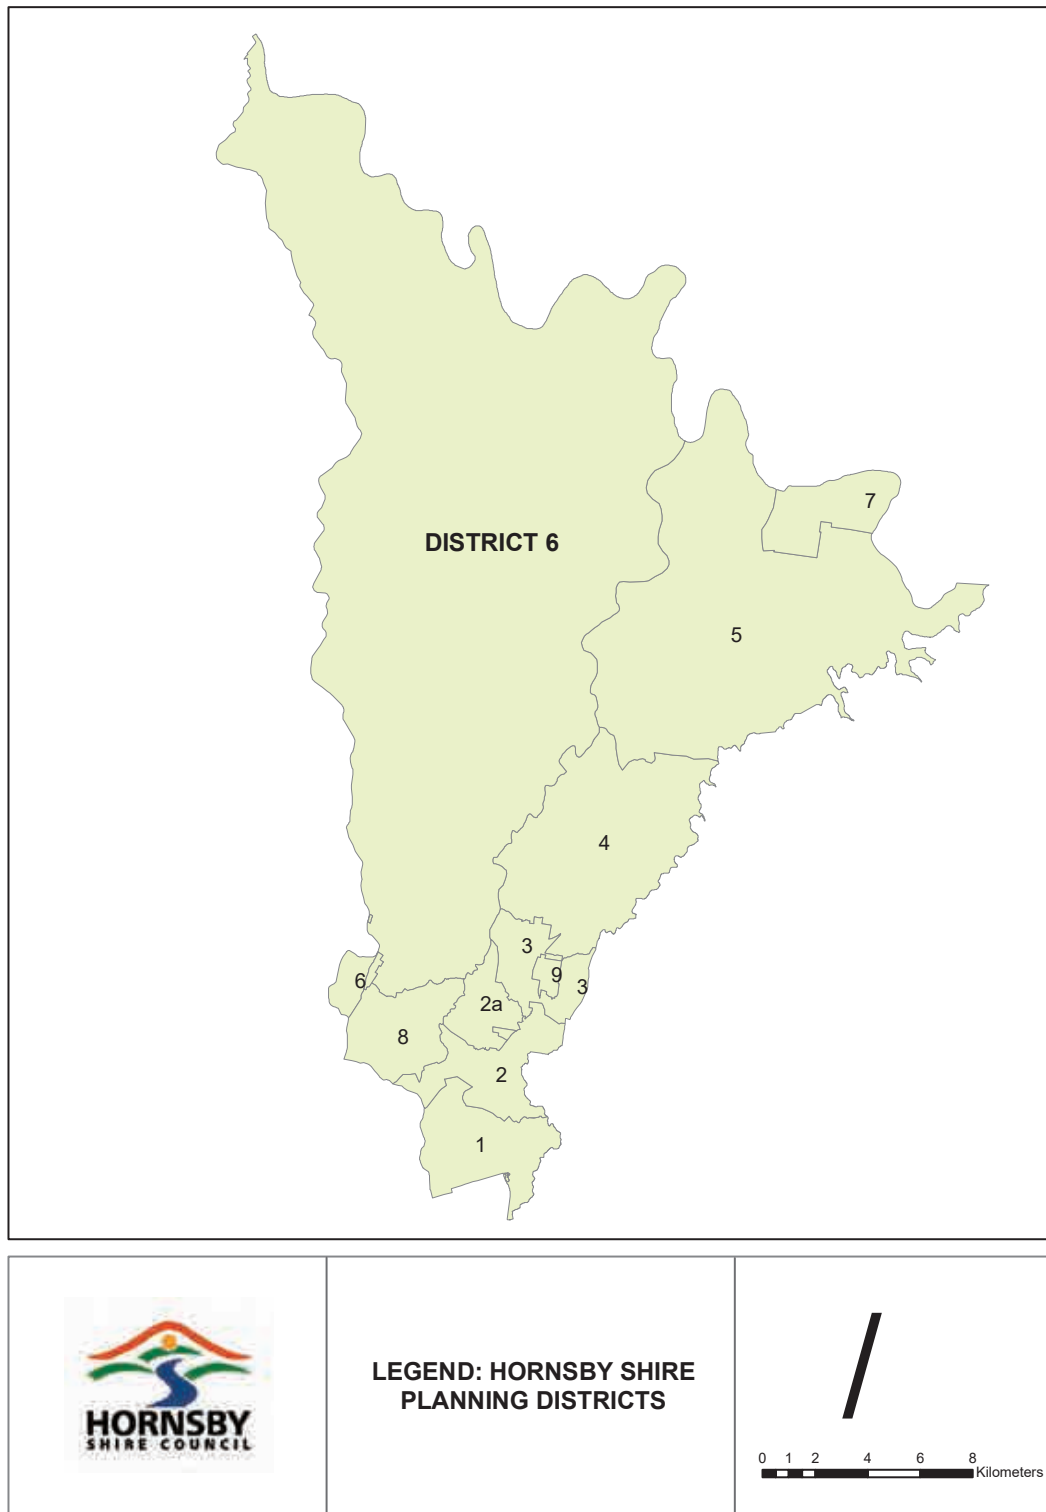 DISTRICT 6
7
5
4
3
9
3
6
2a
8
2
1
HORNSBY
SHIRE COUNCIL
LEGEND: HORNSBY SHIRE
PLANNING DISTRICTS
0 1 2 4 6 8
Kilometers